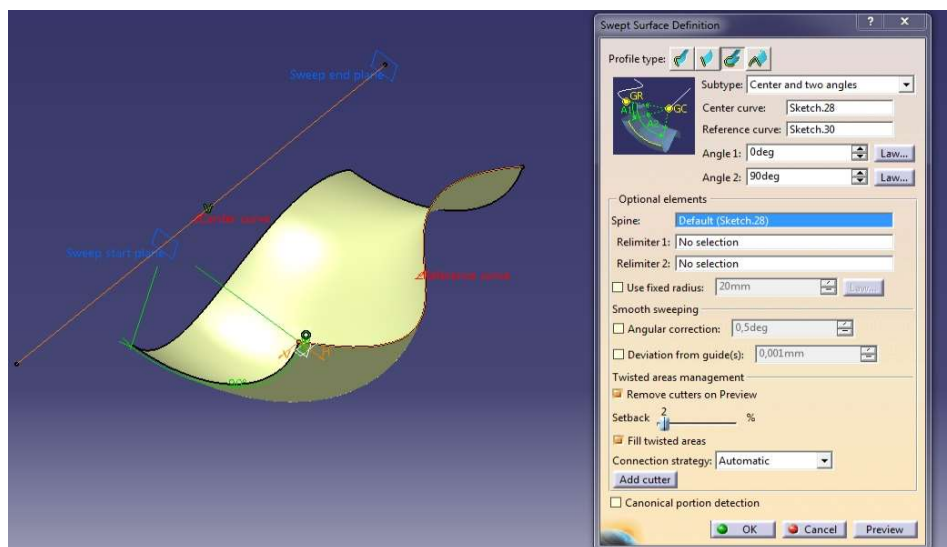 Swept Surface Definition
? X
Profile type:
Subtype: Center and two angles
GR
GC
A1
A2
Center curve: Sketch.28
Reference curve: Sketch.30
Angle 1: 0deg Law...
Angle 2: 90deg Law...
Optional elements
Spine: Default (Sketch.28)
Relimiter 1: No selection
Relimiter 2: No selection
Use fixed radius: 20mm Law...
Smooth sweeping
Angular correction: 0,5deg
Deviation from guide(s): 0,001mm
Twisted areas management
Remove cutters on Preview
Setback 2 %
Fill twisted areas
Connection strategy: Automatic
Add cutter
Canonical portion detection
OK Cancel Preview
Sweep end plane
Center curve
Sweep start plane
Reference curve